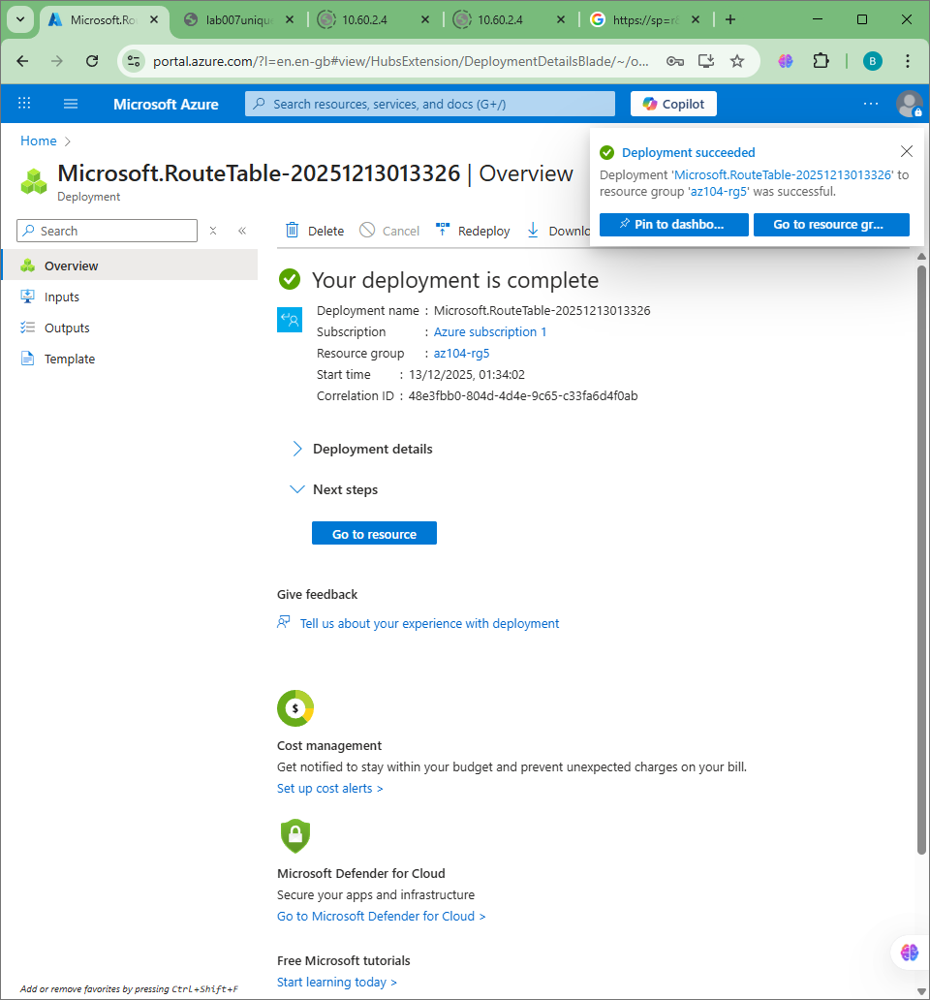 Microsoft.Rou
lab007unique
10.60.2.4
10.60.2.4
https://sp=r
portal.azure.com/?l=en.en-gb#view/HubsExtension/DeploymentDetailsBlade/~/o...
B
Microsoft Azure
Search resources, services, and docs (G+/)
Copilot
Home
Microsoft.RouteTable-20251213013326 | Overview
Deployment
Deployment succeeded
Deployment 'Microsoft.RouteTable-20251213013326' to
resource group 'az104-rg5' was successful.
Pin to dashbo...
Go to resource gr...
Search
Delete
Cancel
Redeploy
Downlo
Overview
Inputs
Outputs
Template
Your deployment is complete
Deployment name : Microsoft.RouteTable-20251213013326
Subscription : Azure subscription 1
Resource group : az104-rg5
Start time : 13/12/2025, 01:34:02
Correlation ID : 48e3fbb0-804d-4d4e-9c65-c33fa6d4f0ab
Deployment details
Next steps
Go to resource
Give feedback
Tell us about your experience with deployment
$
Cost management
Get notified to stay within your budget and prevent unexpected charges on your bill.
Set up cost alerts >
Microsoft Defender for Cloud
Secure your apps and infrastructure
Go to Microsoft Defender for Cloud >
Free Microsoft tutorials
Start learning today >
Add or remove favorites by pressing Ctrl+Shift+F